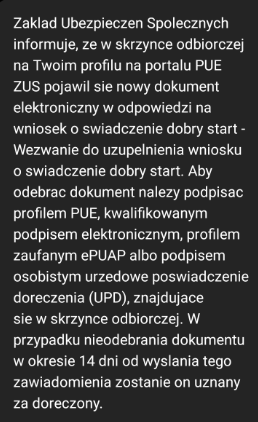 Zaklad Ubezpieczen Spolecznych
informuje, ze w skrzynce odbiorczej
na Twoim profilu na portalu PUE
ZUS pojawil sie nowy dokument
elektroniczny w odpowiedzi na
wniosek o swiadczenie dobry start -
Wezwanie do uzupelnienia wniosku
o swiadczenie dobry start. Aby
odebrac dokument nalezy podpisac
profilem PUE, kwalifikowanym
podpisem elektronicznym, profilem
zaufanym ePUAP albo podpisem
osobistym urzedowe poswiadczenie
doreczenia (UPD), znajdujace
sie w skrzynce odbiorczej. W
przypadku nieodebrania dokumentu
w okresie 14 dni od wyslania tego
zawiadomienia zostanie on uznany
za doreczony.